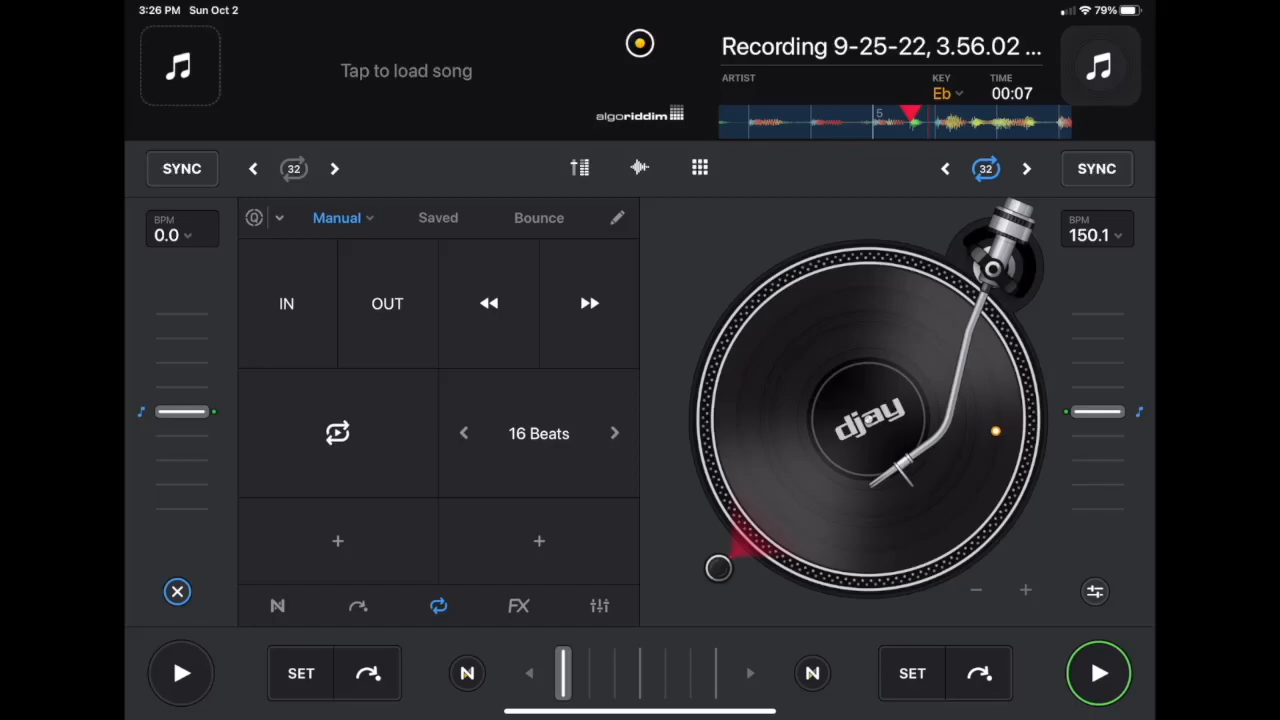 3:26 PM Sun Oct 2
79%
Tap to load song
algoriddim
Recording 9-25-22, 3.56.02 ...
ARTIST
KEY
TIME
Eb
00:07
5
SYNC
32
32
SYNC
BPM
0.0
Manual
Saved
Bounce
BPM
150.1
IN
OUT
16 Beats
djay
FX
SET
SET